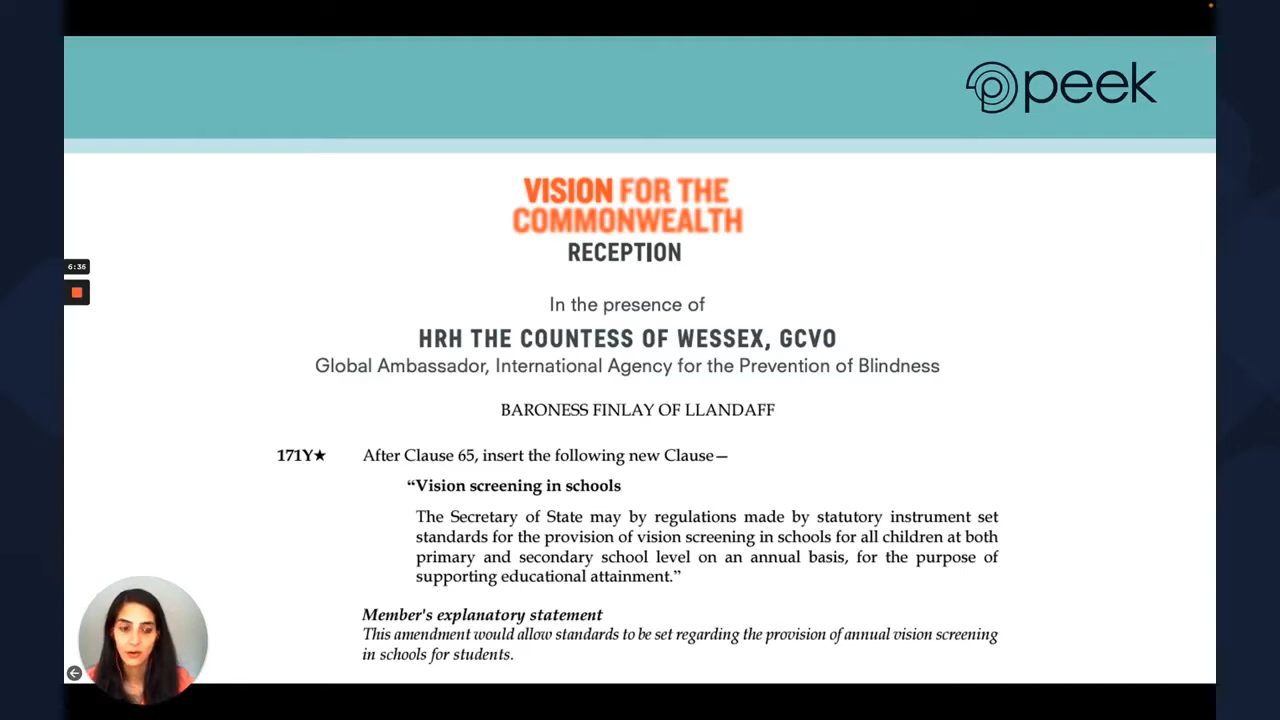 peek
VISION FOR THE
COMMONWEALTH
RECEPTION
6:36
In the presence of
HRH THE COUNTESS OF WESSEX, GCVO
Global Ambassador, International Agency for the Prevention of Blindness
BARONESS FINLAY OF LLANDAFF
171Y★ After Clause 65, insert the following new Clause—
“Vision screening in schools
The Secretary of State may by regulations made by statutory instrument set
standards for the provision of vision screening in schools for all children at both
primary and secondary school level on an annual basis, for the purpose of
supporting educational attainment.”
Member's explanatory statement
This amendment would allow standards to be set regarding the provision of annual vision screening
in schools for students.